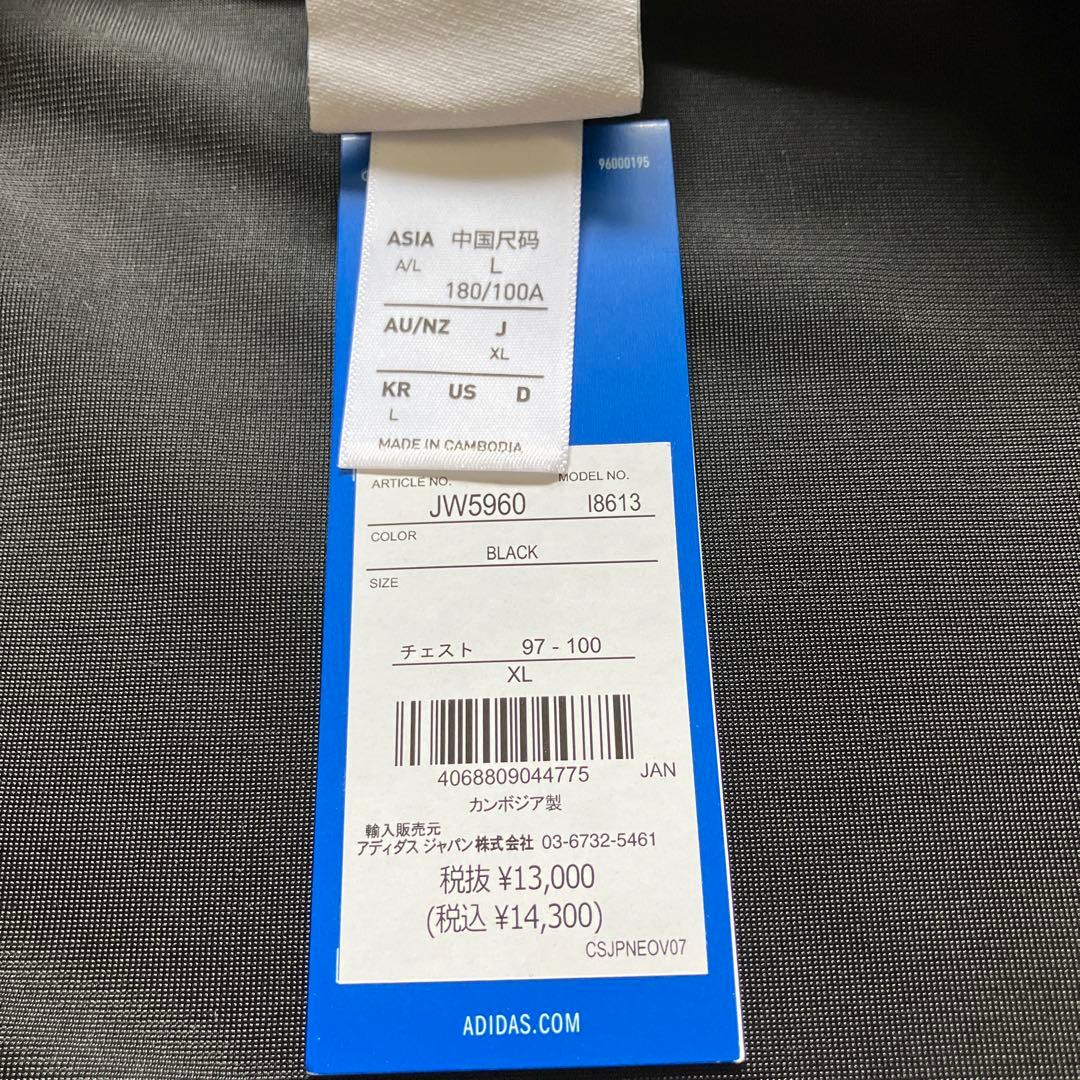 96000195
ASIA 中国尺码
A/L L
180/100A
AU/NZ J
XL
KR US D
L
MADE IN CAMBODIA
ARTICLE NO. MODEL NO.
JW5960 I8613
COLOR
BLACK
SIZE
チェスト 97 - 100
XL
4068809044775 JAN
カンボジア製
輸入販売元
アディダス ジャパン株式会社 03-6732-5461
税抜 ¥13,000
(税込 ¥14,300)
CSJPNEOV07
ADIDAS.COM